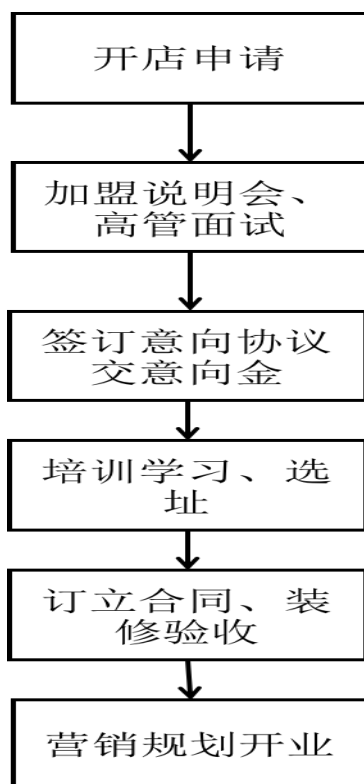 开店申请
加盟说明会、
高管面试
签订意向协议
交意向金
培训学习、选
址
订立合同、装
修验收
营销规划开业